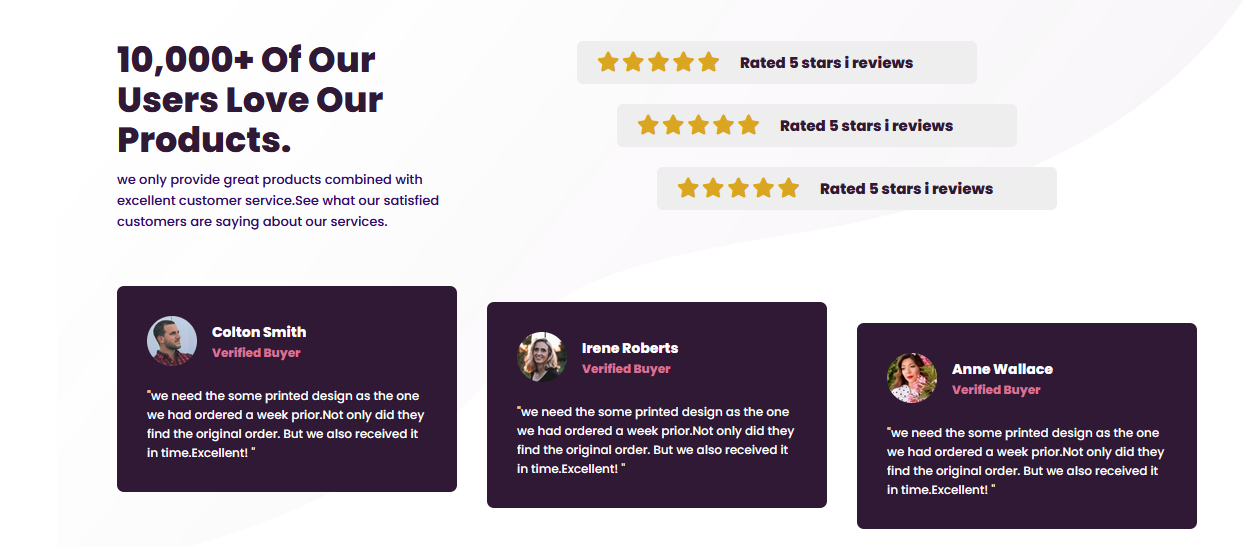 10,000+ Of Our
Users Love Our
Products.
we only provide great products combined with
excellent customer service.See what our satisfied
customers are saying about our services.
Rated 5 stars i reviews
Rated 5 stars i reviews
Rated 5 stars i reviews
Colton Smith
Verified Buyer
"we need the some printed design as the one
we had ordered a week prior.Not only did they
find the original order. But we also received it
in time.Excellent! "
Irene Roberts
Verified Buyer
"we need the some printed design as the one
we had ordered a week prior.Not only did they
find the original order. But we also received it
in time.Excellent! "
Anne Wallace
Verified Buyer
"we need the some printed design as the one
we had ordered a week prior.Not only did they
find the original order. But we also received it
in time.Excellent! "